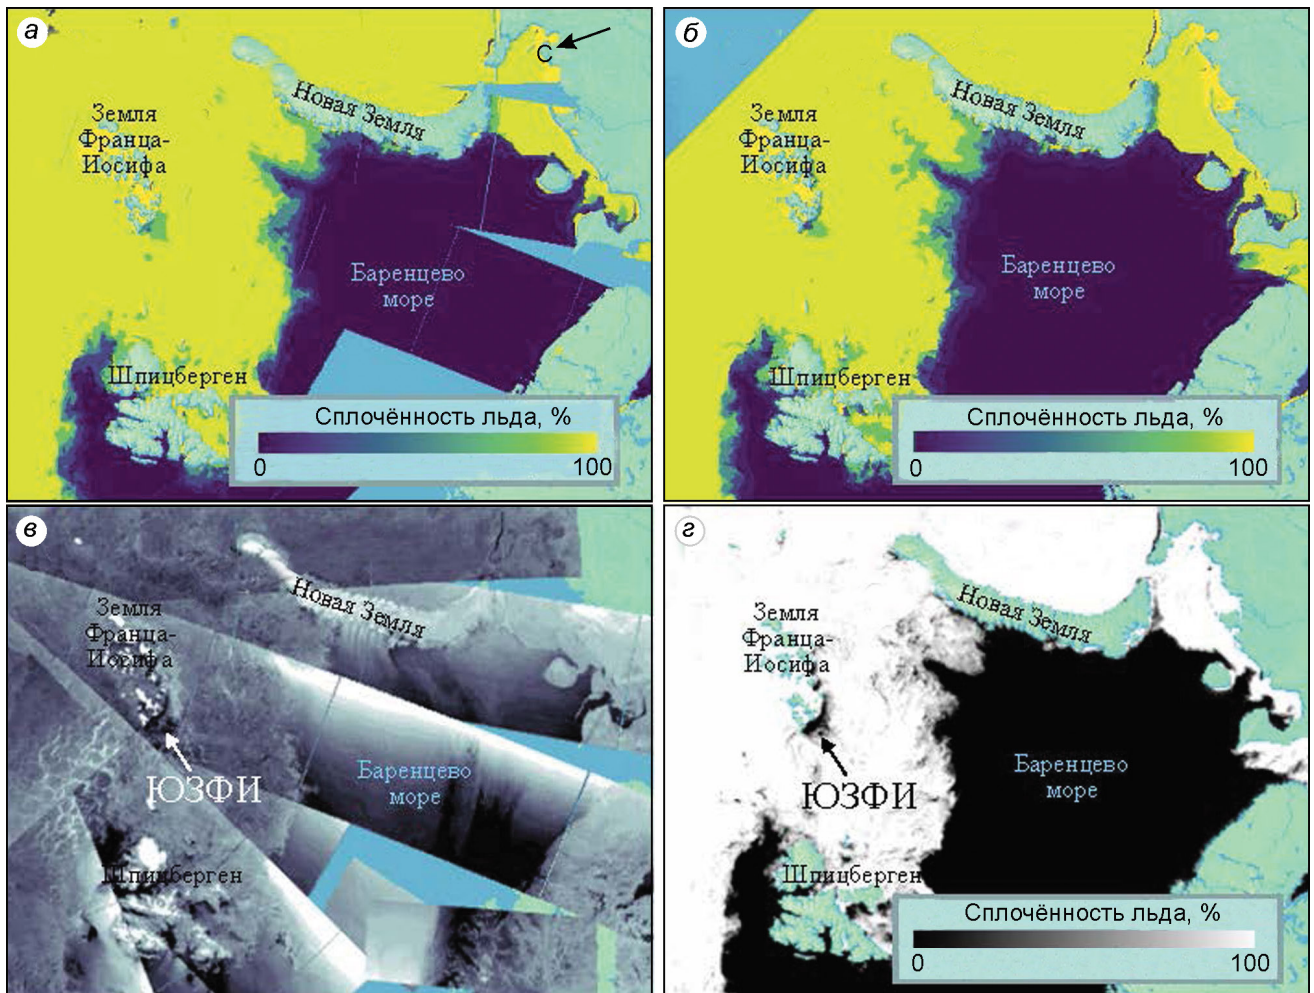 а
С
Новая Земля
Земля
Франца-
Иосифа
Баренцево
море
Шпицберген
Сплочённость льда, %
0
100
б
Новая Земля
Земля
Франца-
Иосифа
Баренцево
море
Шпицберген
Сплочённость льда, %
0
100
в
Новая Земля
Земля
Франца-
Иосифа
ЮЗФИ
Баренцево
море
Шпицберген
г
Новая Земля
Земля
Франца-
Иосифа
ЮЗФИ
Баренцево
море
Шпицберген
Сплочённость льда, %
0
100